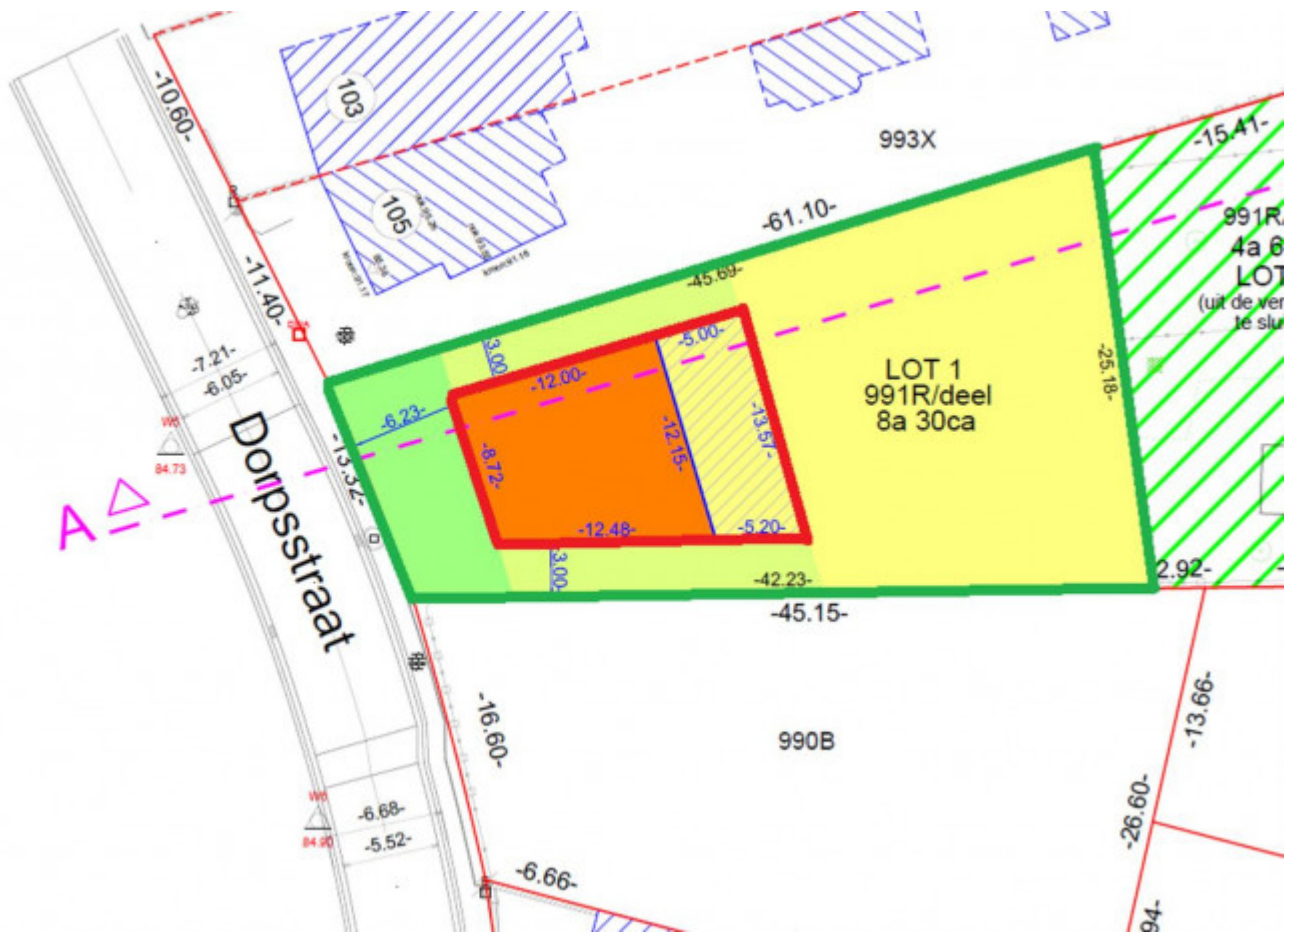 -10.60-
103
993X
-15.41-
105
-61.10-
991R/
4a 6
LOT
(uit de ver
te slu
-11.40-
-45.69-
-7.21-
-6.05-
3.00
-5.00-
-12.00-
-25.18-
LOT 1
991R/deel
8a 30ca
-6.23-
-13.32-
-8.72-
-12.15-
-13.57-
W6
84.73
Dorpsstraat
A
-12.48-
-5.20-
3.00
-42.23-
2.92-
-45.15-
-16.60-
990B
-13.66-
W6
84.90
-6.68-
-5.52-
-26.60-
-6.66-
94-